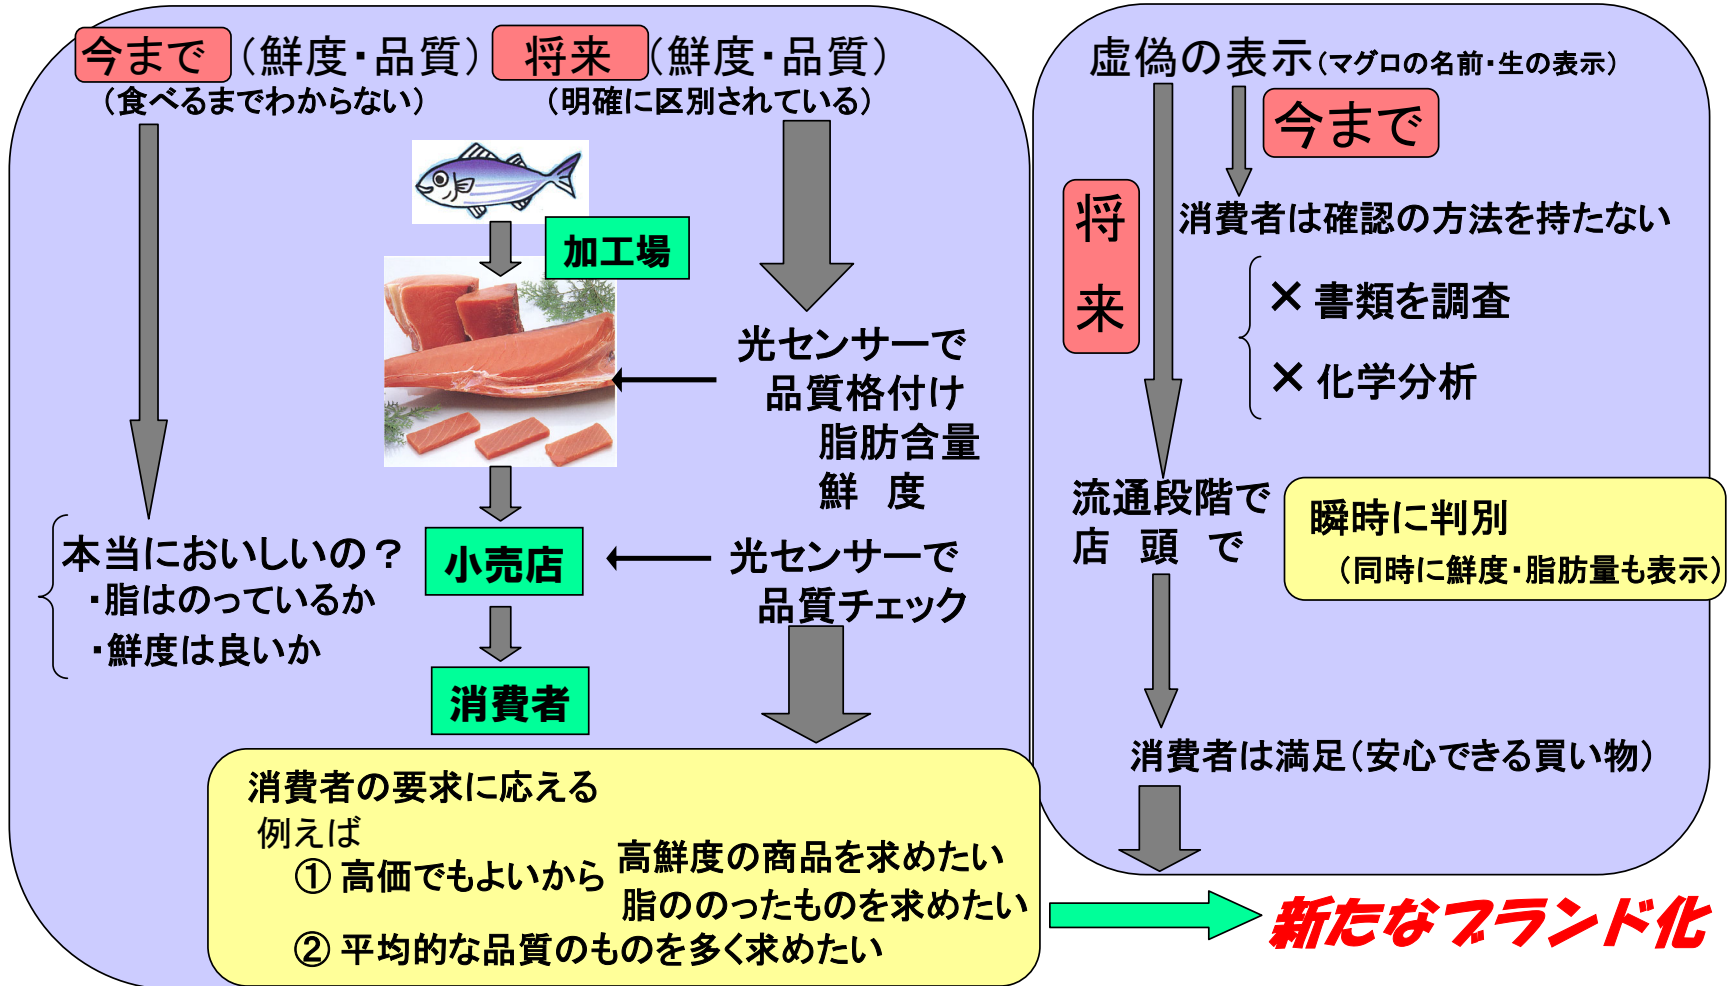 今まで（鮮度・品質）
（食べるまでわからない）
本当においしいの？
・脂はのっているか
・鮮度は良いか
将来（鮮度・品質）
（明確に区別されている）
加工場
光センサーで
品質格付け
脂肪含量
鮮　度
小売店
光センサーで
品質チェック
消費者
消費者の要求に応える
例えば
① 高価でもよいから
高鮮度の商品を求めたい
脂ののったものを求めたい
② 平均的な品質のものを多く求めたい
虚偽の表示（マグロの名前・生の表示）
今まで
消費者は確認の方法を持たない
× 書類を調査
× 化学分析
将来
流通段階で
店　頭　で
瞬時に判別
（同時に鮮度・脂肪量も表示）
消費者は満足（安心できる買い物）
新たなブランド化